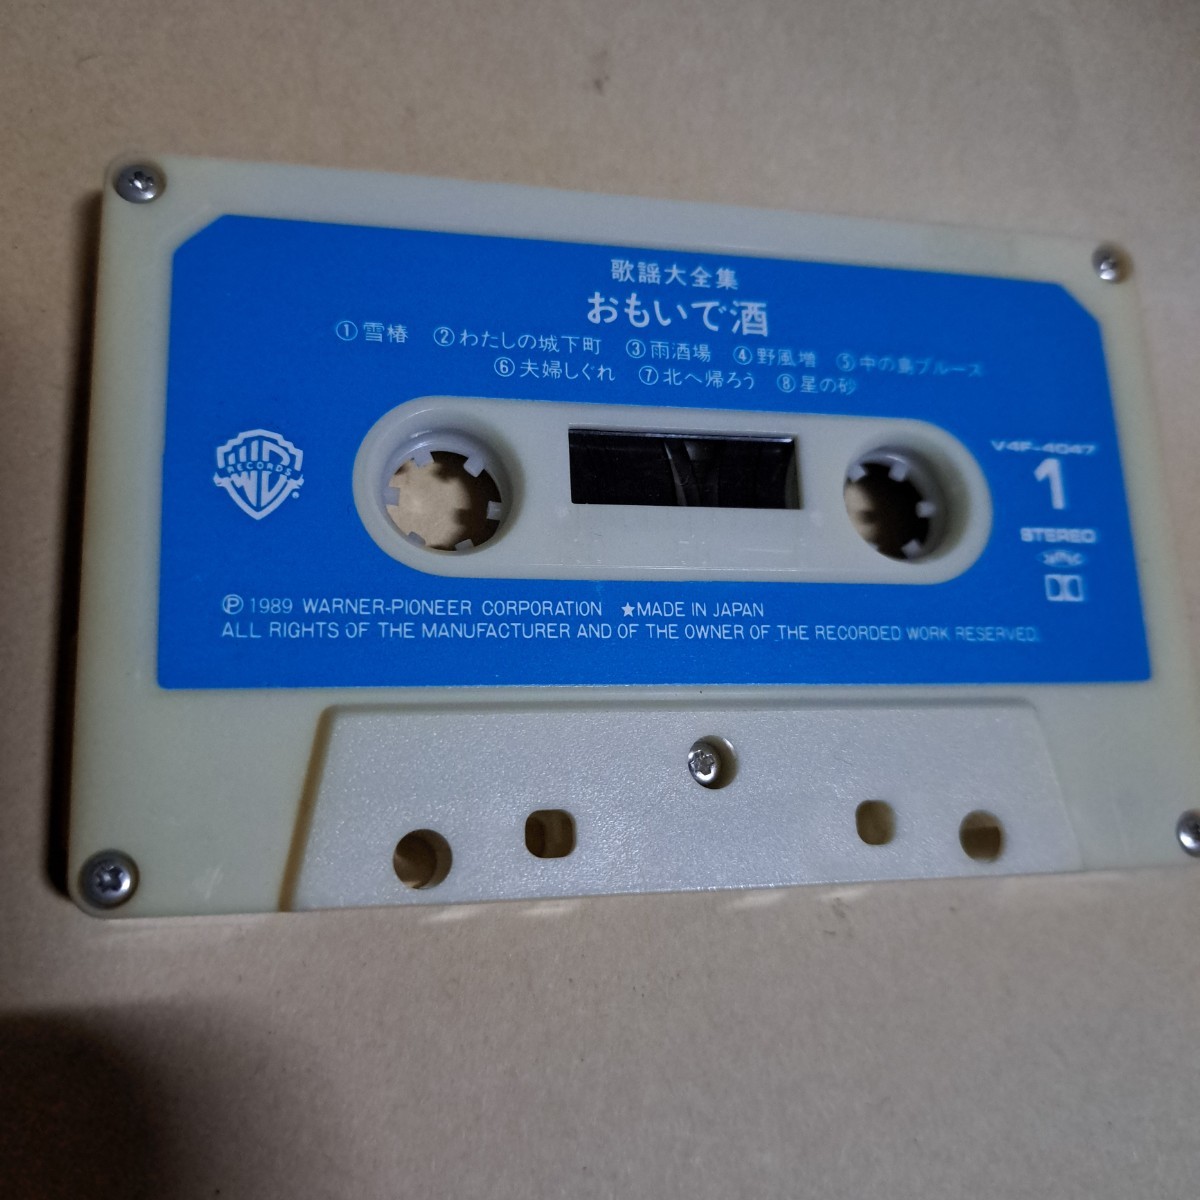 歌謡大全集
おもいで酒
①雪椿 ②わたしの城下町 ③雨酒場 ④野風増 ⑤中の島ブルース
⑥夫婦しぐれ ⑦北へ帰ろう ⑧星の砂
RECORDS
V4F-4047
1
STEREO
Ⓟ 1989 WARNER-PIONEER CORPORATION ★MADE IN JAPAN
ALL RIGHTS OF THE MANUFACTURER AND OF THE OWNER OF THE RECORDED WORK RESERVED.